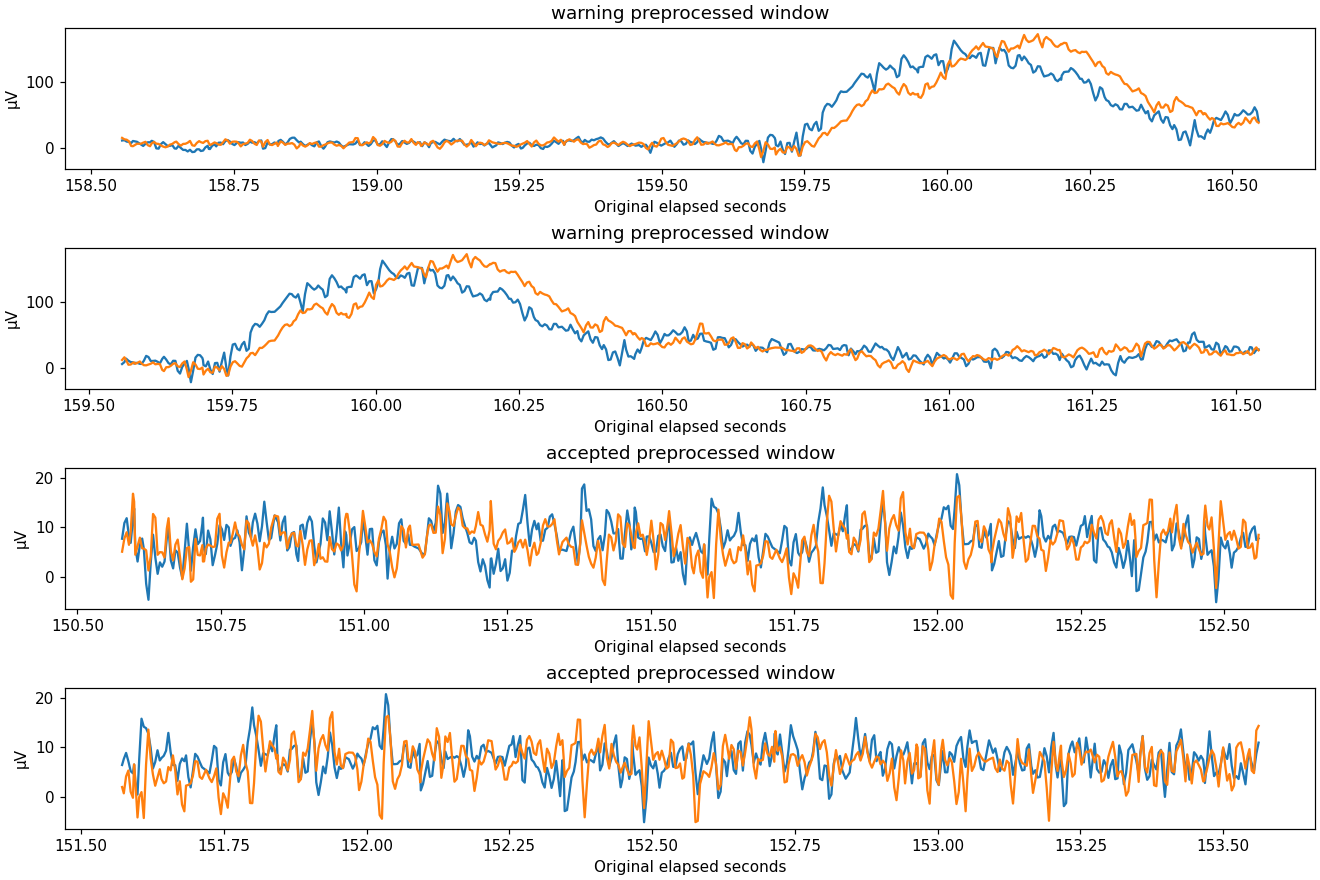 warning preprocessed window
100
0
µV
158.50 158.75 159.00 159.25 159.50 159.75 160.00 160.25 160.50
Original elapsed seconds
warning preprocessed window
100
0
µV
159.50 159.75 160.00 160.25 160.50 160.75 161.00 161.25 161.50
Original elapsed seconds
accepted preprocessed window
20
10
0
µV
150.50 150.75 151.00 151.25 151.50 151.75 152.00 152.25 152.50
Original elapsed seconds
accepted preprocessed window
20
10
0
µV
151.50 151.75 152.00 152.25 152.50 152.75 153.00 153.25 153.50
Original elapsed seconds